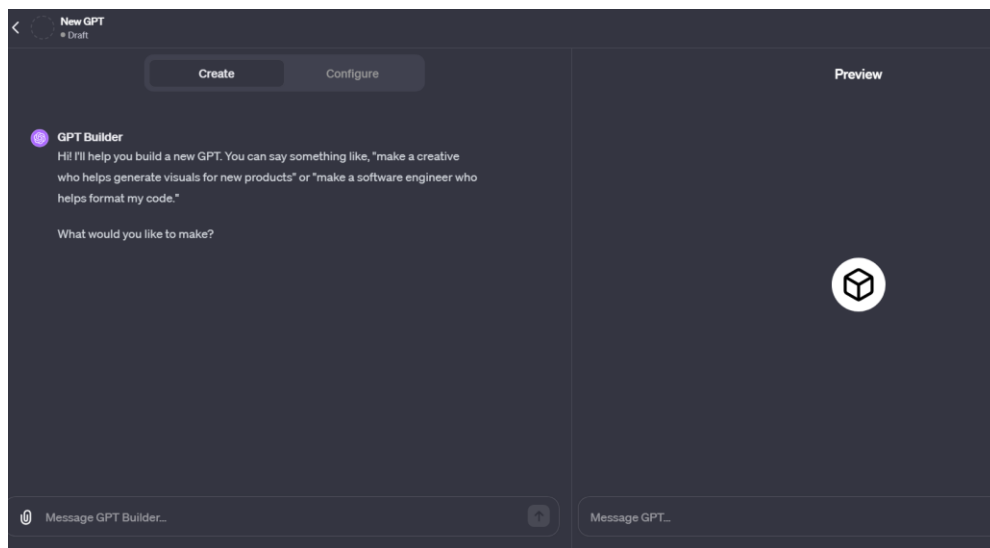 New GPT
Draft
Create
Configure
Preview
GPT Builder
Hi! I'll help you build a new GPT. You can say something like, "make a creative
who helps generate visuals for new products" or "make a software engineer who
helps format my code."
What would you like to make?
Message GPT Builder...
Message GPT...